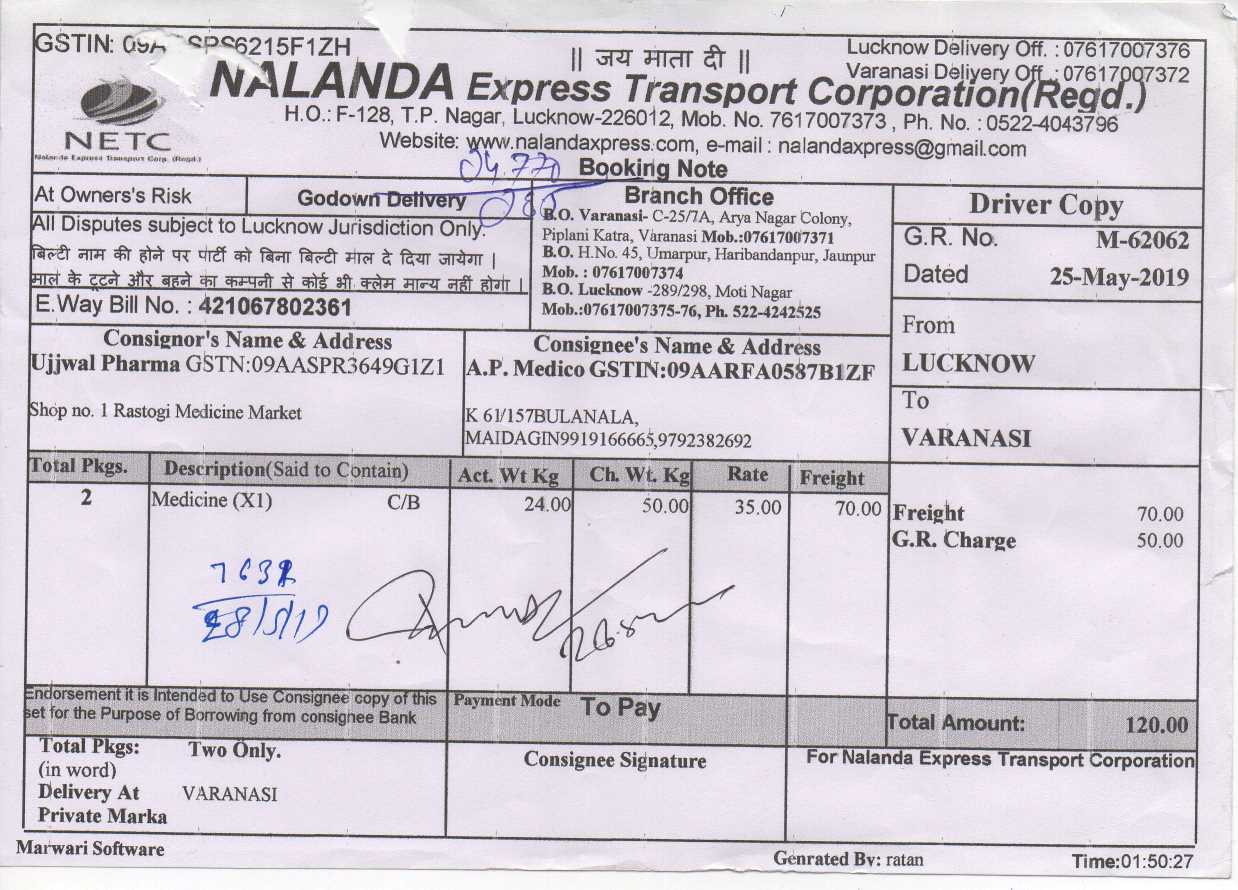 GSTIN: SPS6215F1ZH
|| जय माता दी ||
Lucknow Delivery Off. : 07617007376
Varanasi Delivery Off. : 07617007372
NALANDA Express Transport Corporation(Regd.)
H.O.: F-128, T.P. Nagar, Lucknow-226012, Mob. No. 7617007373 , Ph. No. : 0522-4043796
Website: www.nalandaxpress.com, e-mail : nalandaxpress@gmail.com
NETC
Nalanda Express Transport Corp. (Regd.)
Booking Note
At Owners's Risk
Godown Delivery
All Disputes subject to Lucknow Jurisdiction Only.
बिल्टी नाम की होने पर पार्टी को बिना बिल्टी माल दे दिया जायेगा |
माल के टूटने और बहने का कम्पनी से कोई भी क्लेम मान्य नहीं होगा |
E.Way Bill No. : 421067802361
Branch Office
B.O. Varanasi- C-25/7A, Arya Nagar Colony,
Piplani Katra, Varanasi Mob.:07617007371
B.O. H.No. 45, Umarpur, Haribandanpur, Jaunpur
Mob. : 07617007374
B.O. Lucknow -289/298, Moti Nagar
Mob.:07617007375-76, Ph. 522-4242525
Driver Copy
G.R. No. M-62062
Dated 25-May-2019
From
LUCKNOW
To
VARANASI
Consignor's Name & Address
Ujjwal Pharma GSTN:09AASPR3649G1Z1
Shop no. 1 Rastogi Medicine Market
Consignee's Name & Address
A.P. Medico GSTIN:09AARFA0587B1ZF
K 61/157BULANALA,
MAIDAGIN9919166665,9792382692
Total Pkgs. Description(Said to Contain) Act. Wt Kg Ch. Wt. Kg Rate Freight
2 Medicine (X1) C/B 24.00 50.00 35.00 70.00
Freight 70.00
G.R. Charge 50.00
28/5/19
Endorsement it is Intended to Use Consignee copy of this
set for the Purpose of Borrowing from consignee Bank
Payment Mode To Pay
Total Amount: 120.00
Total Pkgs: Two Only.
(in word)
Delivery At VARANASI
Private Marka
Consignee Signature
For Nalanda Express Transport Corporation
Marwari Software
Genrated By: ratan
Time:01:50:27